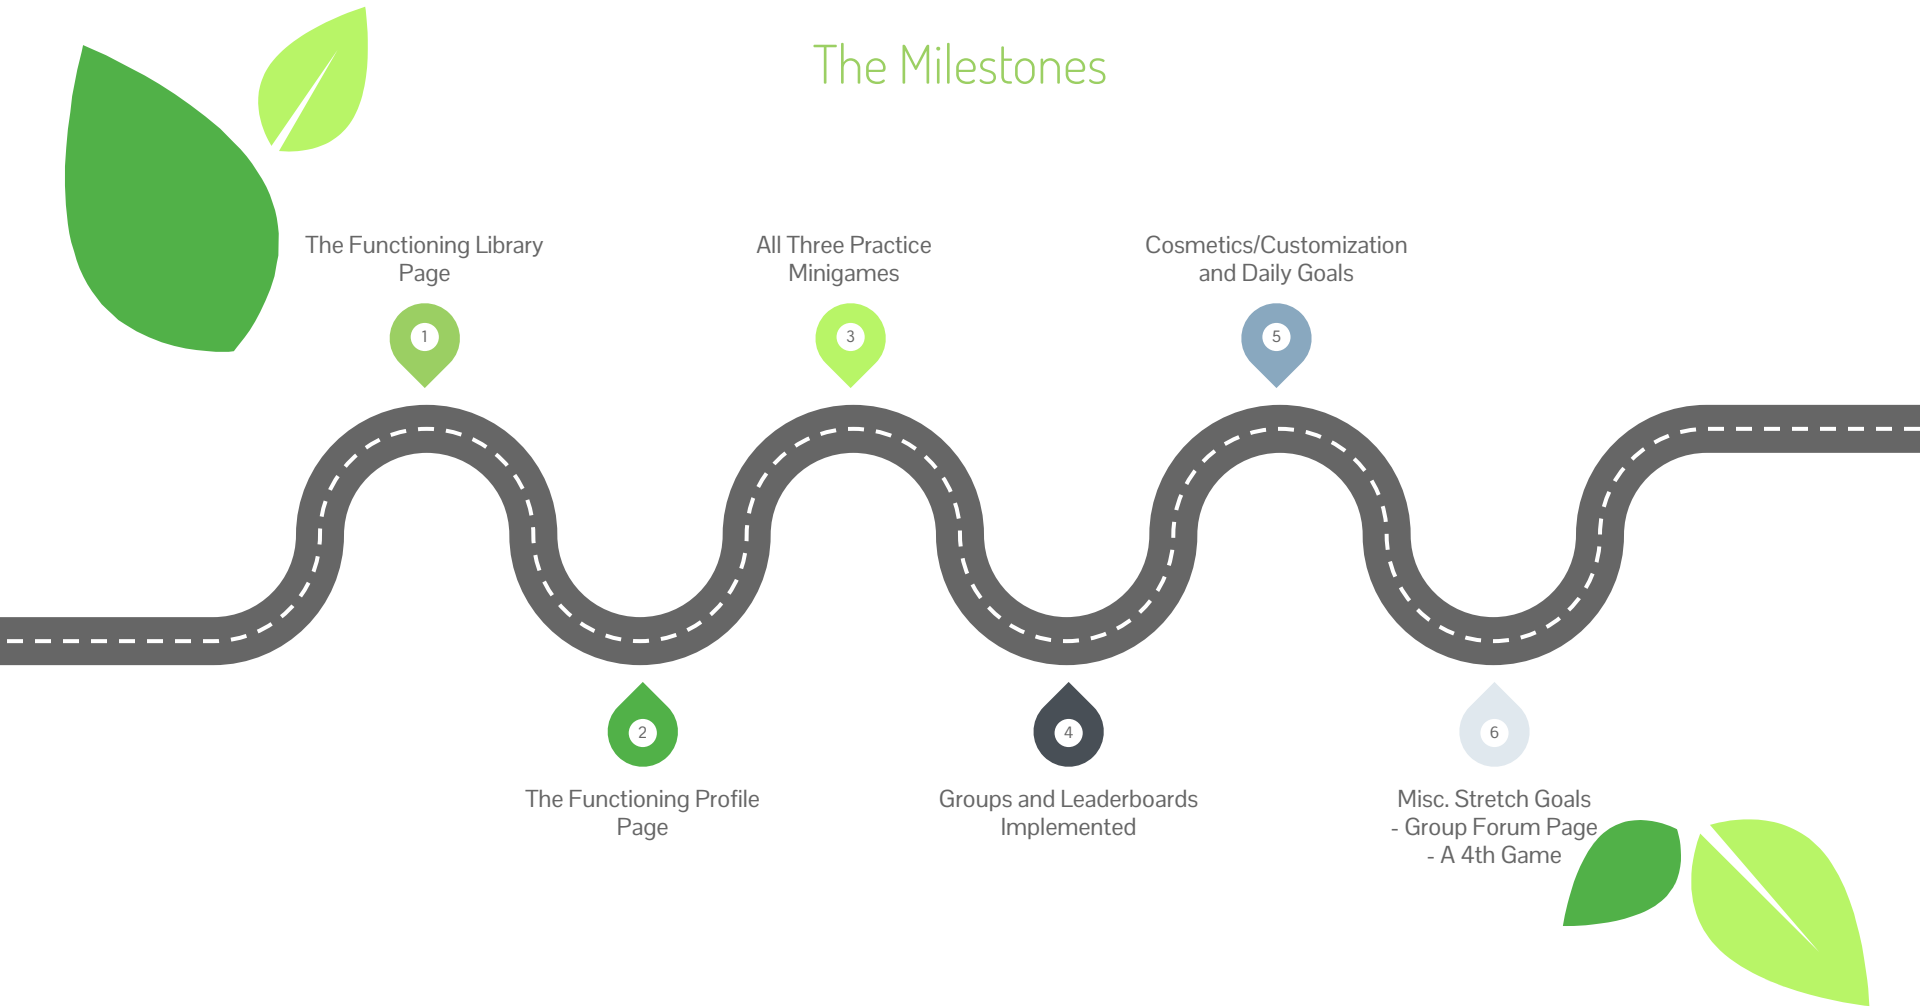 The Milestones
The Functioning Library
Page
1
2
The Functioning Profile
Page
All Three Practice
Minigames
3
4
Groups and Leaderboards
Implemented
Cosmetics/Customization
and Daily Goals
5
6
Misc. Stretch Goals
- Group Forum Page
- A 4th Game